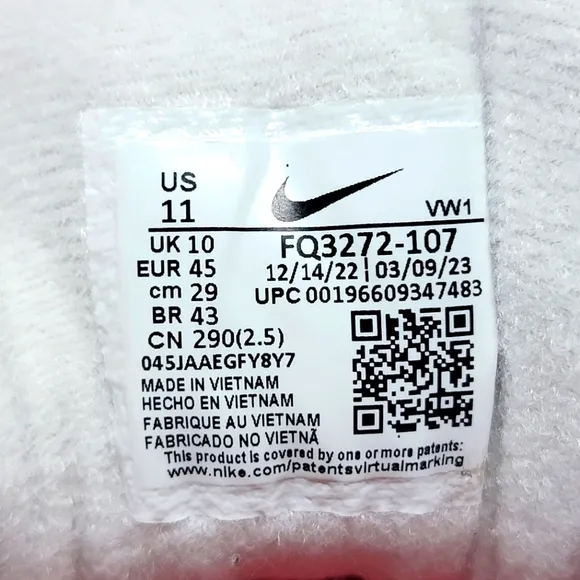 US
11
VW1
UK 10
FQ3272-107
EUR 45
12/14/22 | 03/09/23
cm 29
UPC 00196609347483
BR 43
CN 290(2.5)
045JAAEGFY8Y7
MADE IN VIETNAM
HECHO EN VIETNAM
FABRIQUE AU VIETNAM
FABRICADO NO VIETNÃ
This product is covered by one or more patents:
www.nike.com/patentsvirtualmarking